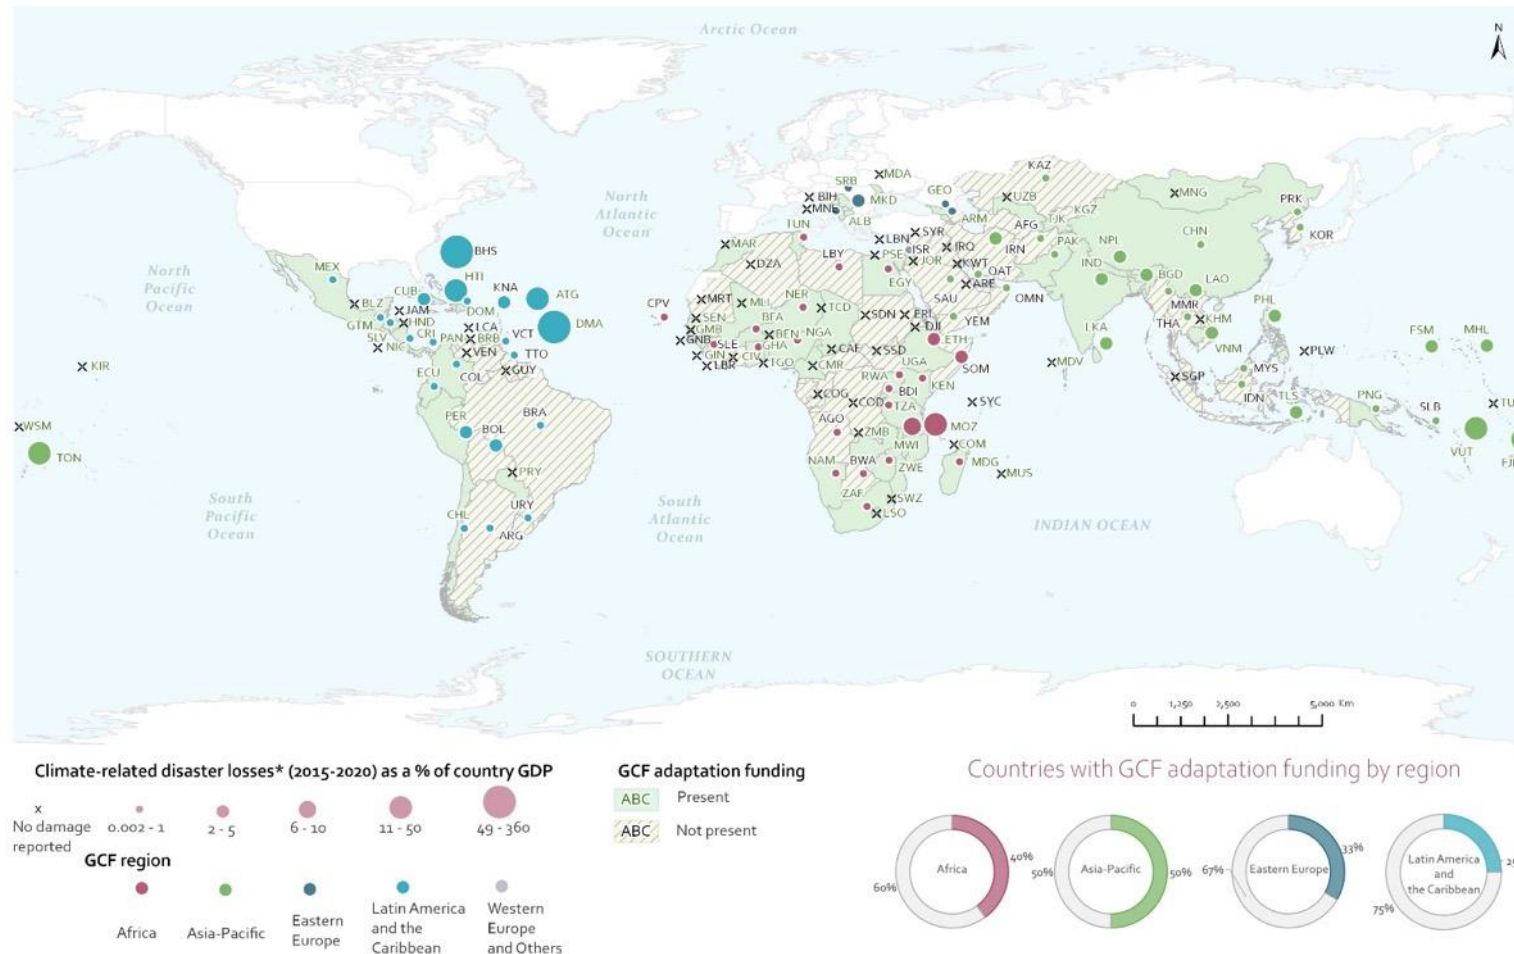 Arctic Ocean
N
KAZ
MDA
SRB
BIH
GEO
UZB
MNG
MNE
MKD
PRK
ALB
ARM
TJK
KGZ
North
Atlantic
Ocean
TUN
SYR
AFG
LBN
MAR
ISR
IRQ
IRN
PAK
NPL
CHN
KOR
BHS
LBY
PSE
DZA
JOR
KWT
IND
North
Pacific
Ocean
MEX
HTI
QAT
BGD
LAO
CUB
KNA
ATG
NER
EGY
ARE
OMN
BLZ
JAM
DOM
CPV
MRT
MLI
TCD
SAU
MMR
PHL
GTM
HND
DMA
SEN
BFA
SDN
ERI
YEM
THA
KHM
SLV
CRI
LCA
VCT
GMB
BEN
NGA
DJI
LKA
FSM
MHL
NIC
PAN
BRB
GNB
SLE
GHA
ETH
VNM
VEN
TTO
GIN
CIV
CAF
SSD
PLW
KIR
GUY
LBR
TGO
CMR
UGA
SOM
MDV
MYS
ECU
COL
RWA
KEN
SGP
COG
BDI
IDN
TLS
PNG
COD
TZA
SYC
SLB
WSM
PER
BRA
AGO
ZMB
MOZ
BOL
MWI
COM
TON
NAM
BWA
ZWE
MDG
VUT
PRY
MUS
South
Pacific
Ocean
URY
ZAF
SWZ
South
Atlantic
Ocean
CHL
LSO
INDIAN OCEAN
ARG
SOUTHERN
OCEAN
0 1,250 2,500 5,000 Km
Climate-related disaster losses* (2015-2020) as a % of country GDP
x
No damage
reported
0.002 - 1
2 - 5
6 - 10
11 - 50
49 - 360
GCF region
Africa
Asia-Pacific
Eastern
Europe
Latin America
and the
Caribbean
Western
Europe
and Others
GCF adaptation funding
ABC Present
ABC Not present
Countries with GCF adaptation funding by region
Africa
40%
60%
Asia-Pacific
50%
50%
Eastern Europe
33%
67%
Latin America
and
the Caribbean
75%